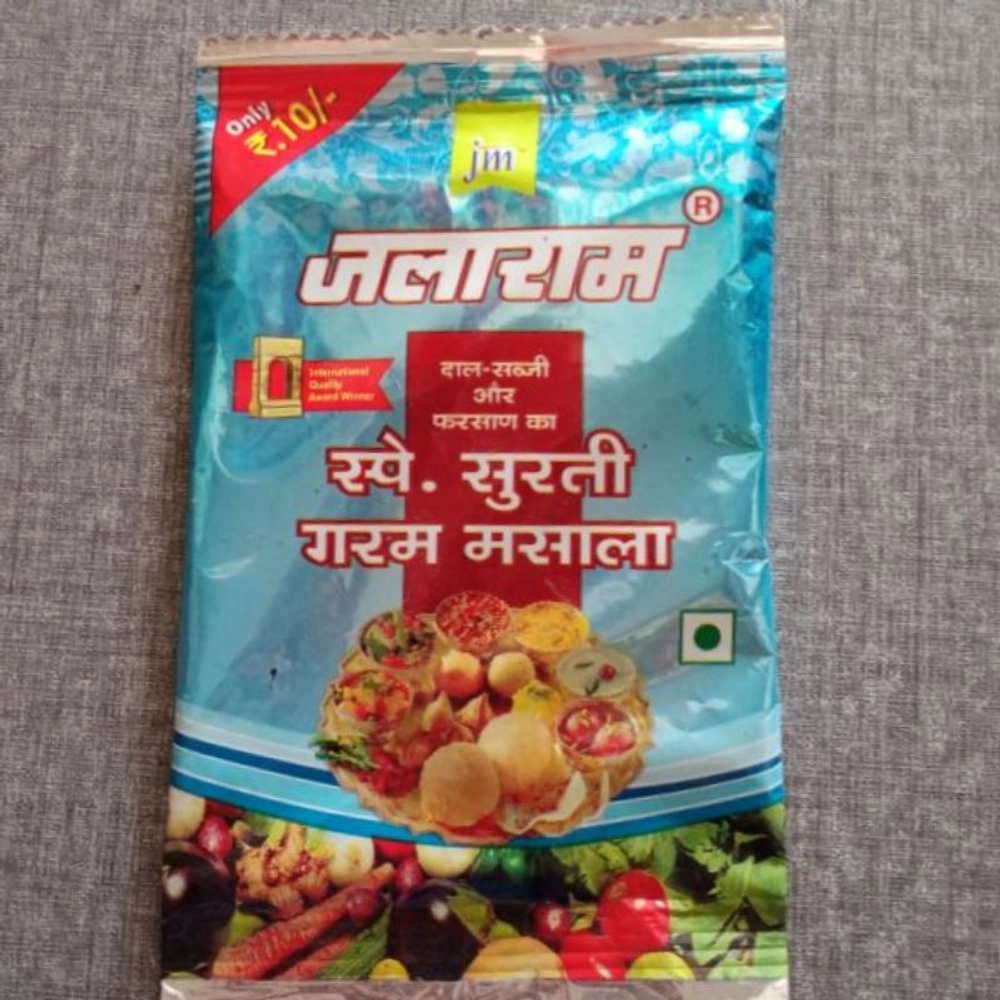 Only
₹.10/-
jm
®
जलाराम
International
Quality
Award Winner
दाल-सब्जी
और
फरसाण का
स्पे. सुरती
गरम मसाला